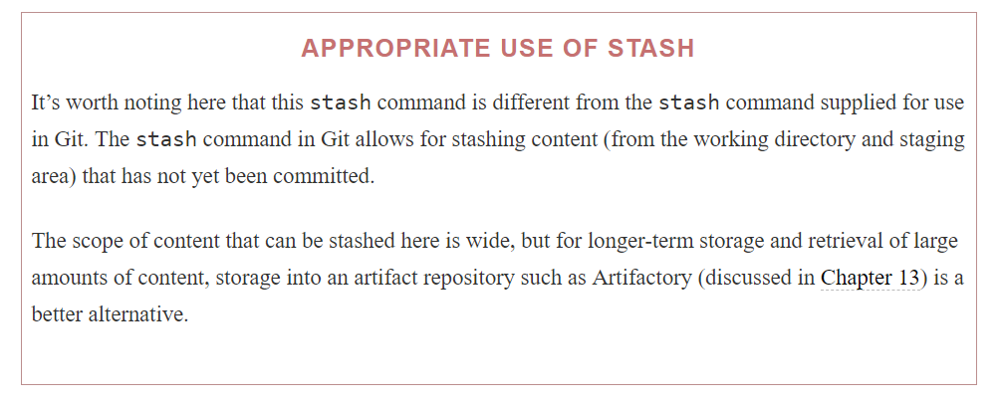 APPROPRIATE USE OF STASH
It’s worth noting here that this stash command is different from the stash command supplied for use
in Git. The stash command in Git allows for stashing content (from the working directory and staging
area) that has not yet been committed.
The scope of content that can be stashed here is wide, but for longer-term storage and retrieval of large
amounts of content, storage into an artifact repository such as Artifactory (discussed in Chapter 13) is a
better alternative.